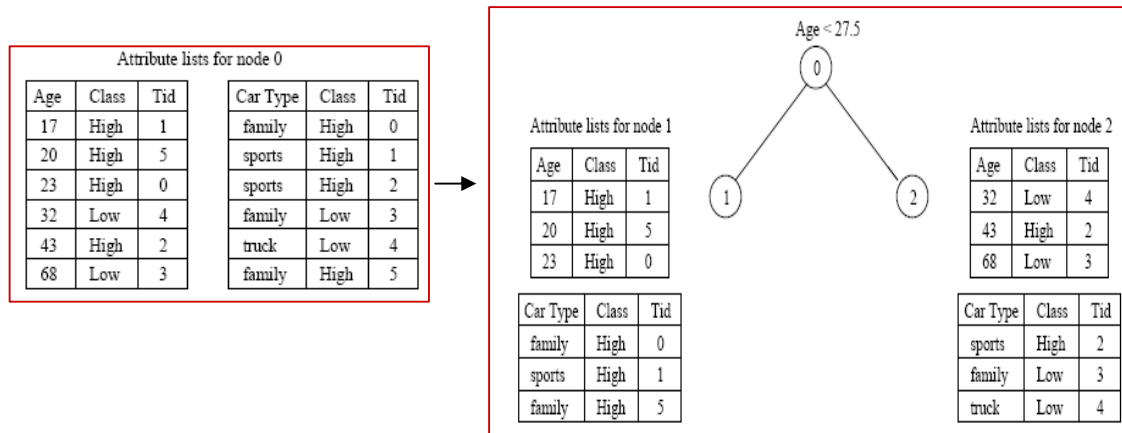 Attribute lists for node 0
Age Class Tid
17 High 1
20 High 5
23 High 0
32 Low 4
43 High 2
68 Low 3
Car Type Class Tid
family High 0
sports High 1
sports High 2
family Low 3
truck Low 4
family High 5
Age < 27.5
0
1
2
Attribute lists for node 1
Age Class Tid
17 High 1
20 High 5
23 High 0
Car Type Class Tid
family High 0
sports High 1
family High 5
Attribute lists for node 2
Age Class Tid
32 Low 4
43 High 2
68 Low 3
Car Type Class Tid
sports High 2
family Low 3
truck Low 4